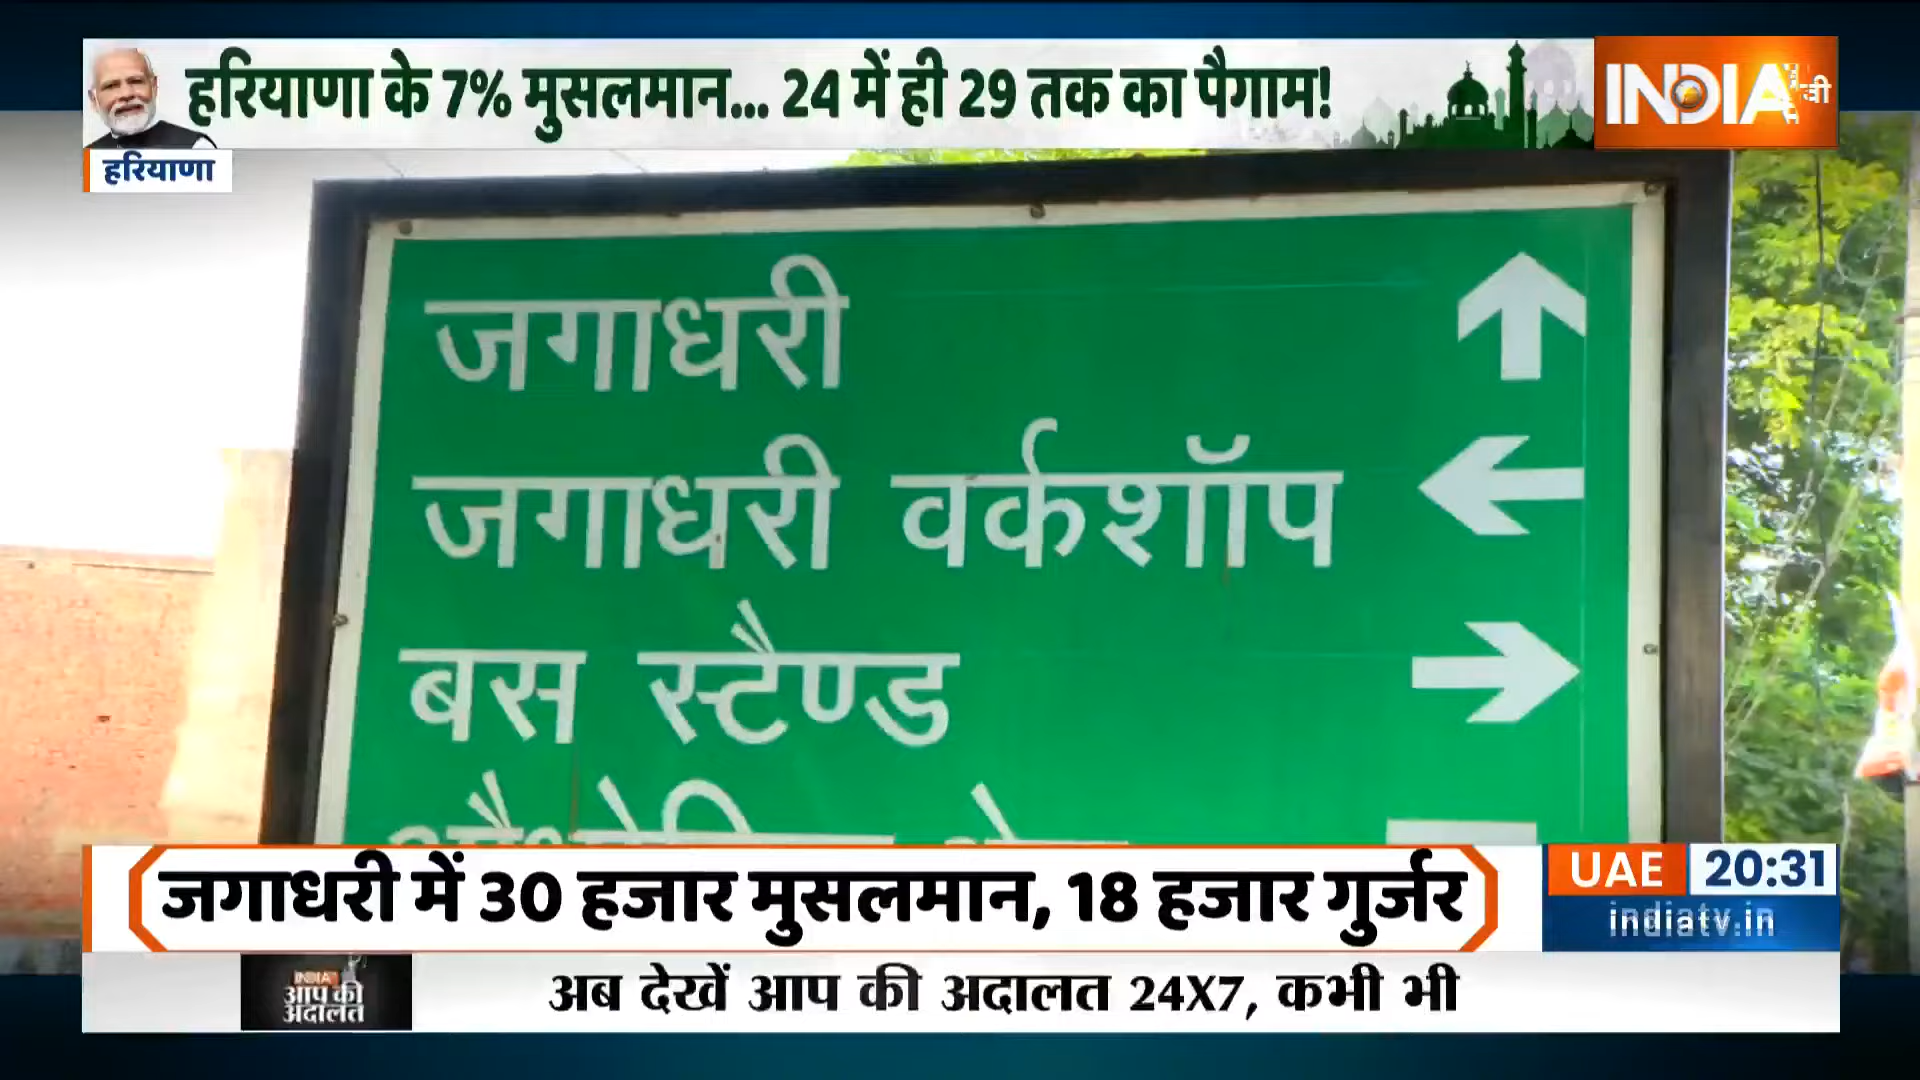 हरियाणा के 7% मुसलमान... 24 में ही 29 तक का पैगाम!
INDIA
हरियाणा
जगाधरी
जगाधरी वर्कशॉप
बस स्टैण्ड
जगाधरी में 30 हजार मुसलमान, 18 हजार गुर्जर
UAE 20:31
indiatv.in
INDIA
आप की
अदालत
अब देखें आप की अदालत 24X7, कभी भी